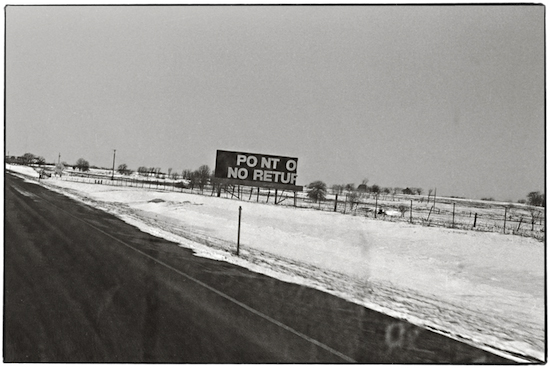 PO NT O
NO RETUR